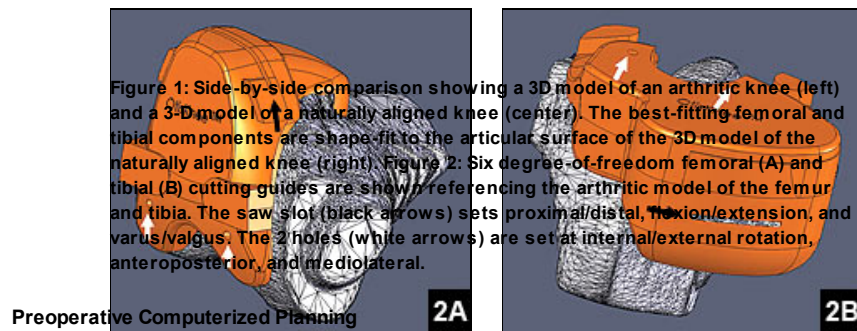 Figure 1: Side-by-side comparison showing a 3D model of an arthritic knee (left)
and a 3-D model of a naturally aligned knee (center). The best-fitting femoral and
tibial components are shape-fit to the articular surface of the 3D model of the
naturally aligned knee (right). Figure 2: Six degree-of-freedom femoral (A) and
tibial (B) cutting guides are shown referencing the arthritic model of the femur
and tibia. The saw slot (black arrows) sets proximal/distal, flexion/extension, and
varus/valgus. The 2 holes (white arrows) are set at internal/external rotation,
anteroposterior, and mediolateral.
Preoperative Computerized Planning
2A
2B